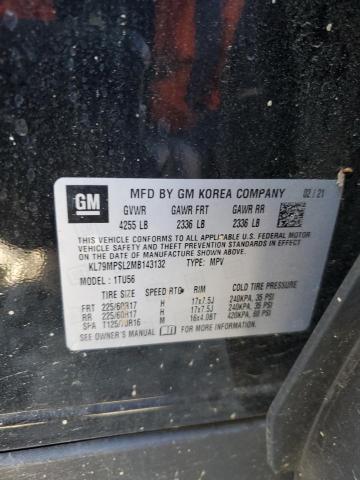 GM
MFD BY GM KOREA COMPANY 02/21
GVWR GAWR FRT GAWR RR
4255 LB 2336 LB 2336 LB
THIS VEHICLE CONFORMS TO ALL APPLICABLE U.S. FEDERAL MOTOR
VEHICLE SAFETY AND THEFT PREVENTION STANDARDS IN EFFECT
ON THE DATE OF MANUFACTURE SHOWN ABOVE.
KL79MPSL2MB143132 TYPE: MPV
MODEL: 1TU56
TIRE SIZE SPEED RTG RIM COLD TIRE PSI
FRT 225/60R17 H 17x7.5J 240KPA, 35 PSI
RR 225/60R17 H 17x7.5J 240KPA, 35 PSI
SPA T125/70R16 M 16x4.0BT 420KPA, 60 PSI
SEE OWNER'S MANUAL FOR ADDITIONAL INFORMATION